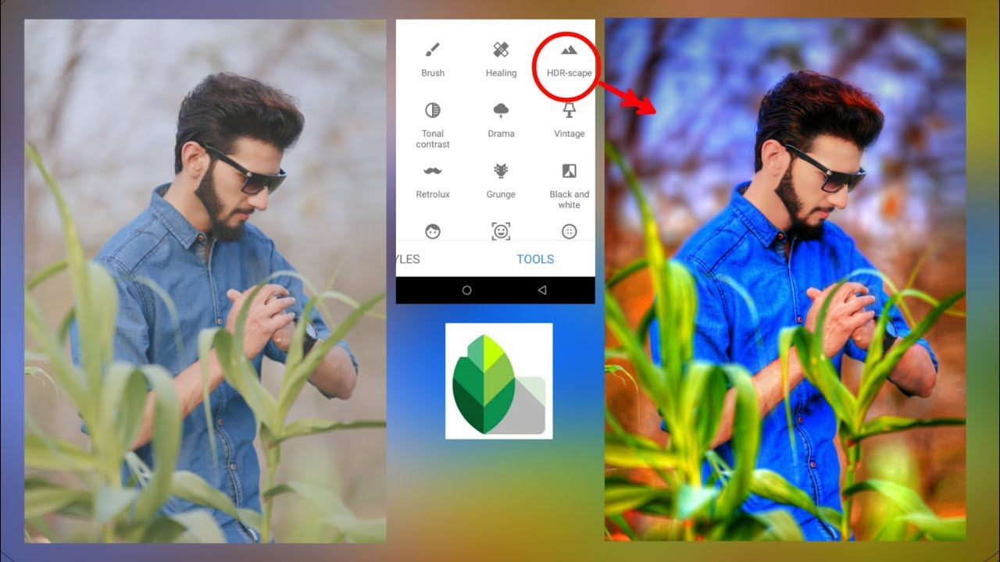 Brush
Healing
HDR-scape
Tonal
contrast
Drama
Vintage
Retrolux
Grunge
Black and
white
YLES
TOOLS